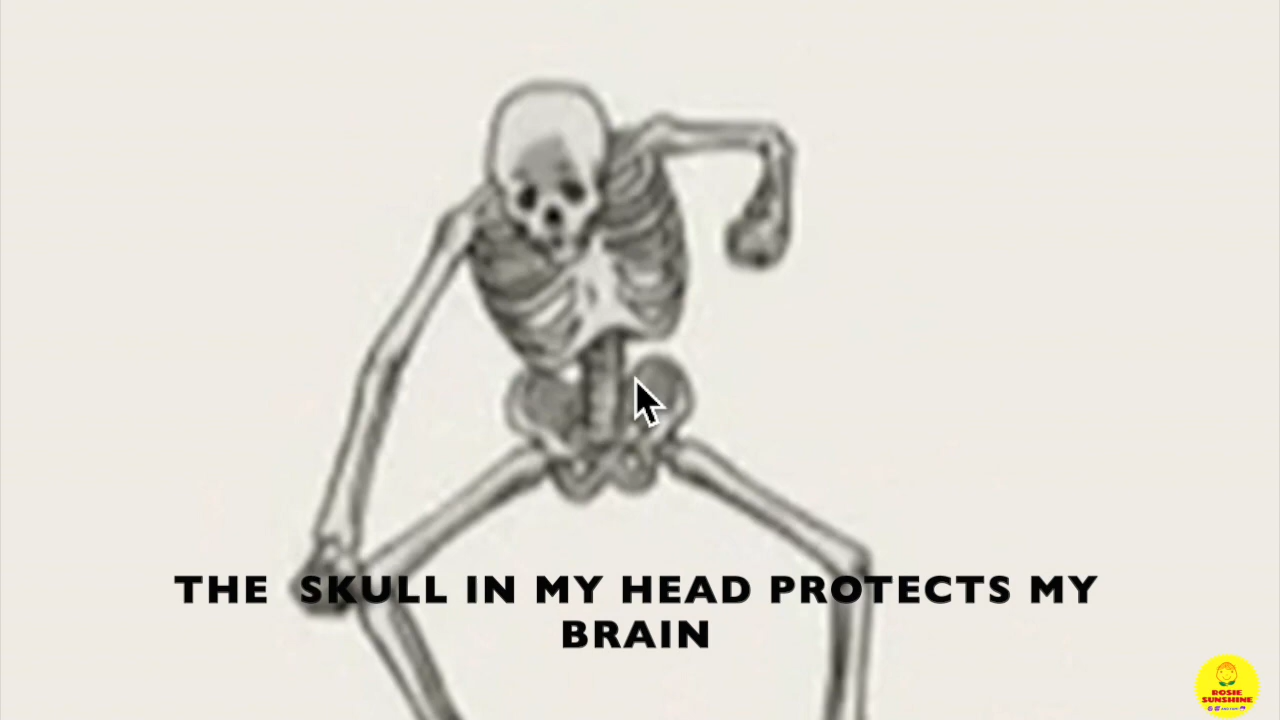 THE SKULL IN MY HEAD PROTECTS MY
BRAIN
ROSIE
SUNSHINE